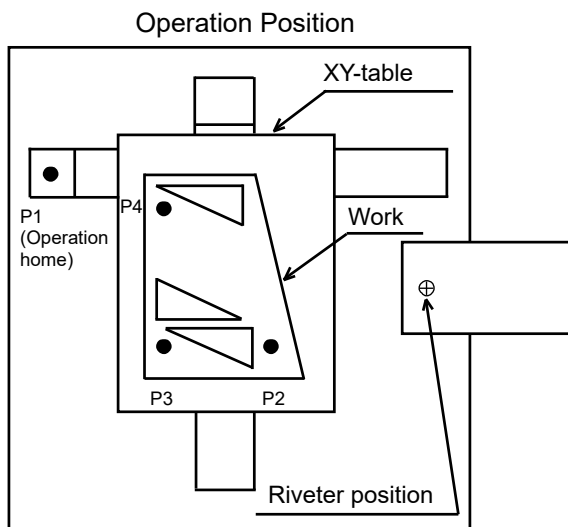 Operation Position
XY-table
P4
P1
(Operation
home)
Work
P3
P2
Riveter position